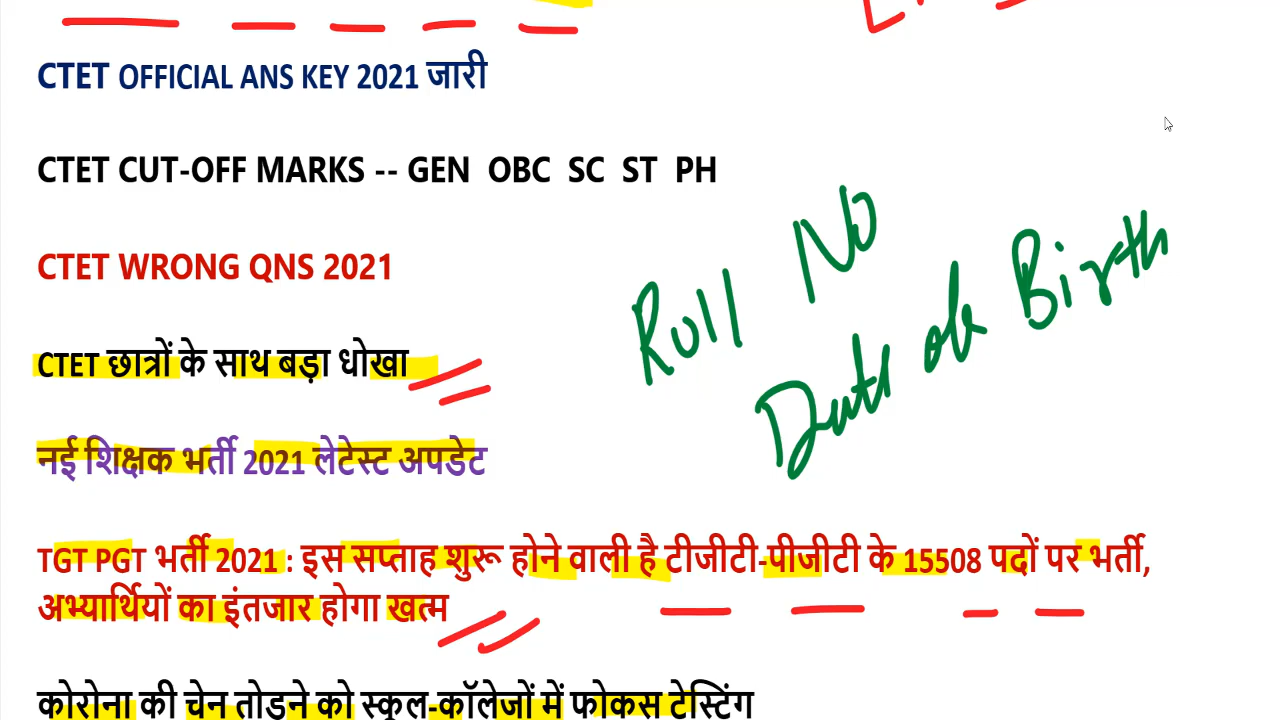 CTET OFFICIAL ANS KEY 2021 जारी
CTET CUT-OFF MARKS -- GEN OBC SC ST PH
CTET WRONG QNS 2021
Roll No
Date of Birth
CTET छात्रों के साथ बड़ा धोखा
नई शिक्षक भर्ती 2021 लेटेस्ट अपडेट
TGT PGT भर्ती 2021 : इस सप्ताह शुरू होने वाली है टीजीटी-पीजीटी के 15508 पदों पर भर्ती,
अभ्यार्थियों का इंतजार होगा खत्म
कोरोना की चेन तोड़ने को स्कूल-कॉलेजों में फोकस टेस्टिंग